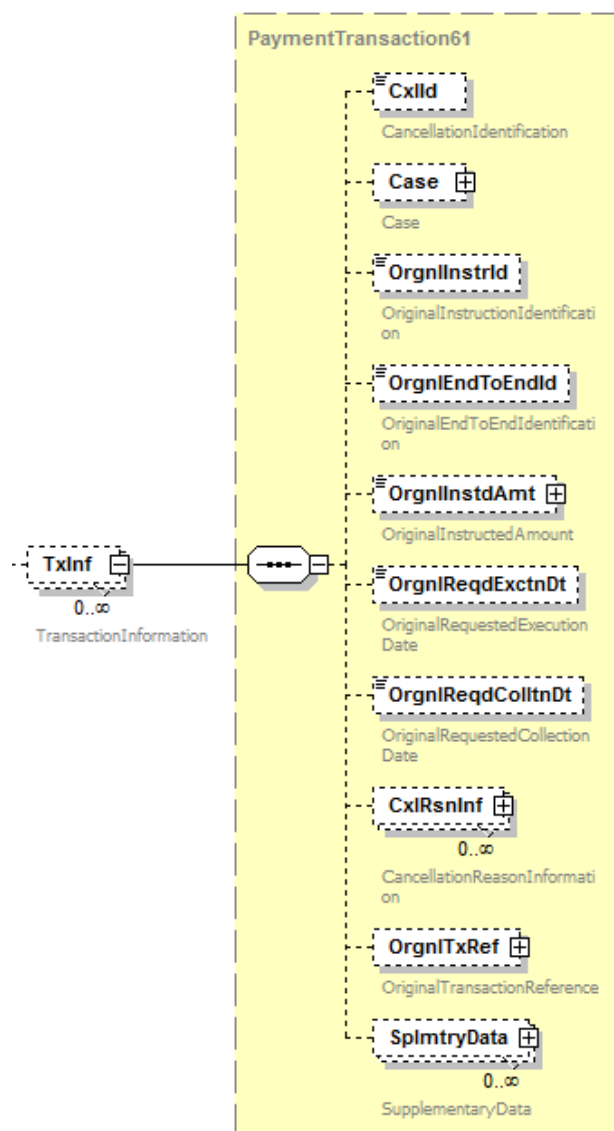 PaymentTransaction61
CxlId
CancellationIdentification
Case
Case
OrgnlInstrId
OriginalInstructionIdentificati
on
OrgnlEndToEndId
OriginalEndToEndIdentificati
on
OrgnlInstdAmt
OriginalInstructedAmount
TxInf
0..∞
TransactionInformation
OrgnlReqdExctnDt
OriginalRequestedExecution
Date
OrgnlReqdColltnDt
OriginalRequestedCollection
Date
CxlRsnInf
0..∞
CancellationReasonInformati
on
OrgnlTxRef
OriginalTransactionReference
SplmtryData
0..∞
SupplementaryData